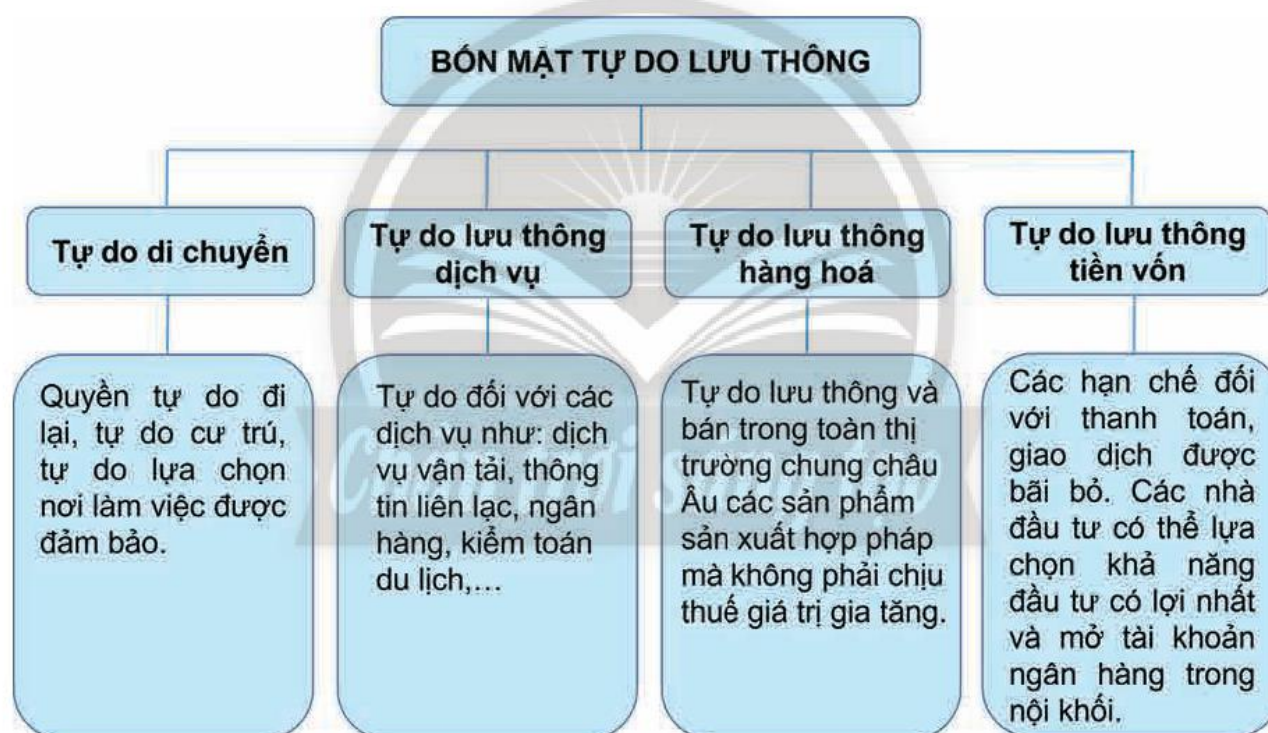 BỐN MẶT TỰ DO LƯU THÔNG
Tự do di chuyển
Tự do lưu thông
dịch vụ
Tự do lưu thông
hàng hoá
Tự do lưu thông
tiền vốn
Quyền tự do đi
lại, tự do cư trú,
tự do lựa chọn
nơi làm việc được
đảm bảo.
Tự do đối với các
dịch vụ như: dịch
vụ vận tải, thông
tin liên lạc, ngân
hàng, kiểm toán
du lịch,…
Tự do lưu thông và
bán trong toàn thị
trường chung châu
Âu các sản phẩm
sản xuất hợp pháp
mà không phải chịu
thuế giá trị gia tăng.
Các hạn chế đối
với thanh toán,
giao dịch được
bãi bỏ. Các nhà
đầu tư có thể lựa
chọn khả năng
đầu tư có lợi nhất
và mở tài khoản
ngân hàng trong
nội khối.